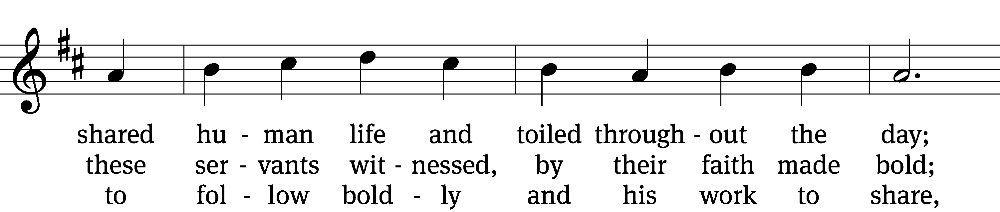 shared hu - man life and toiled through - out the day;
these ser - vants wit - nessed, by their faith made bold;
to fol - low bold - ly and his work to share,